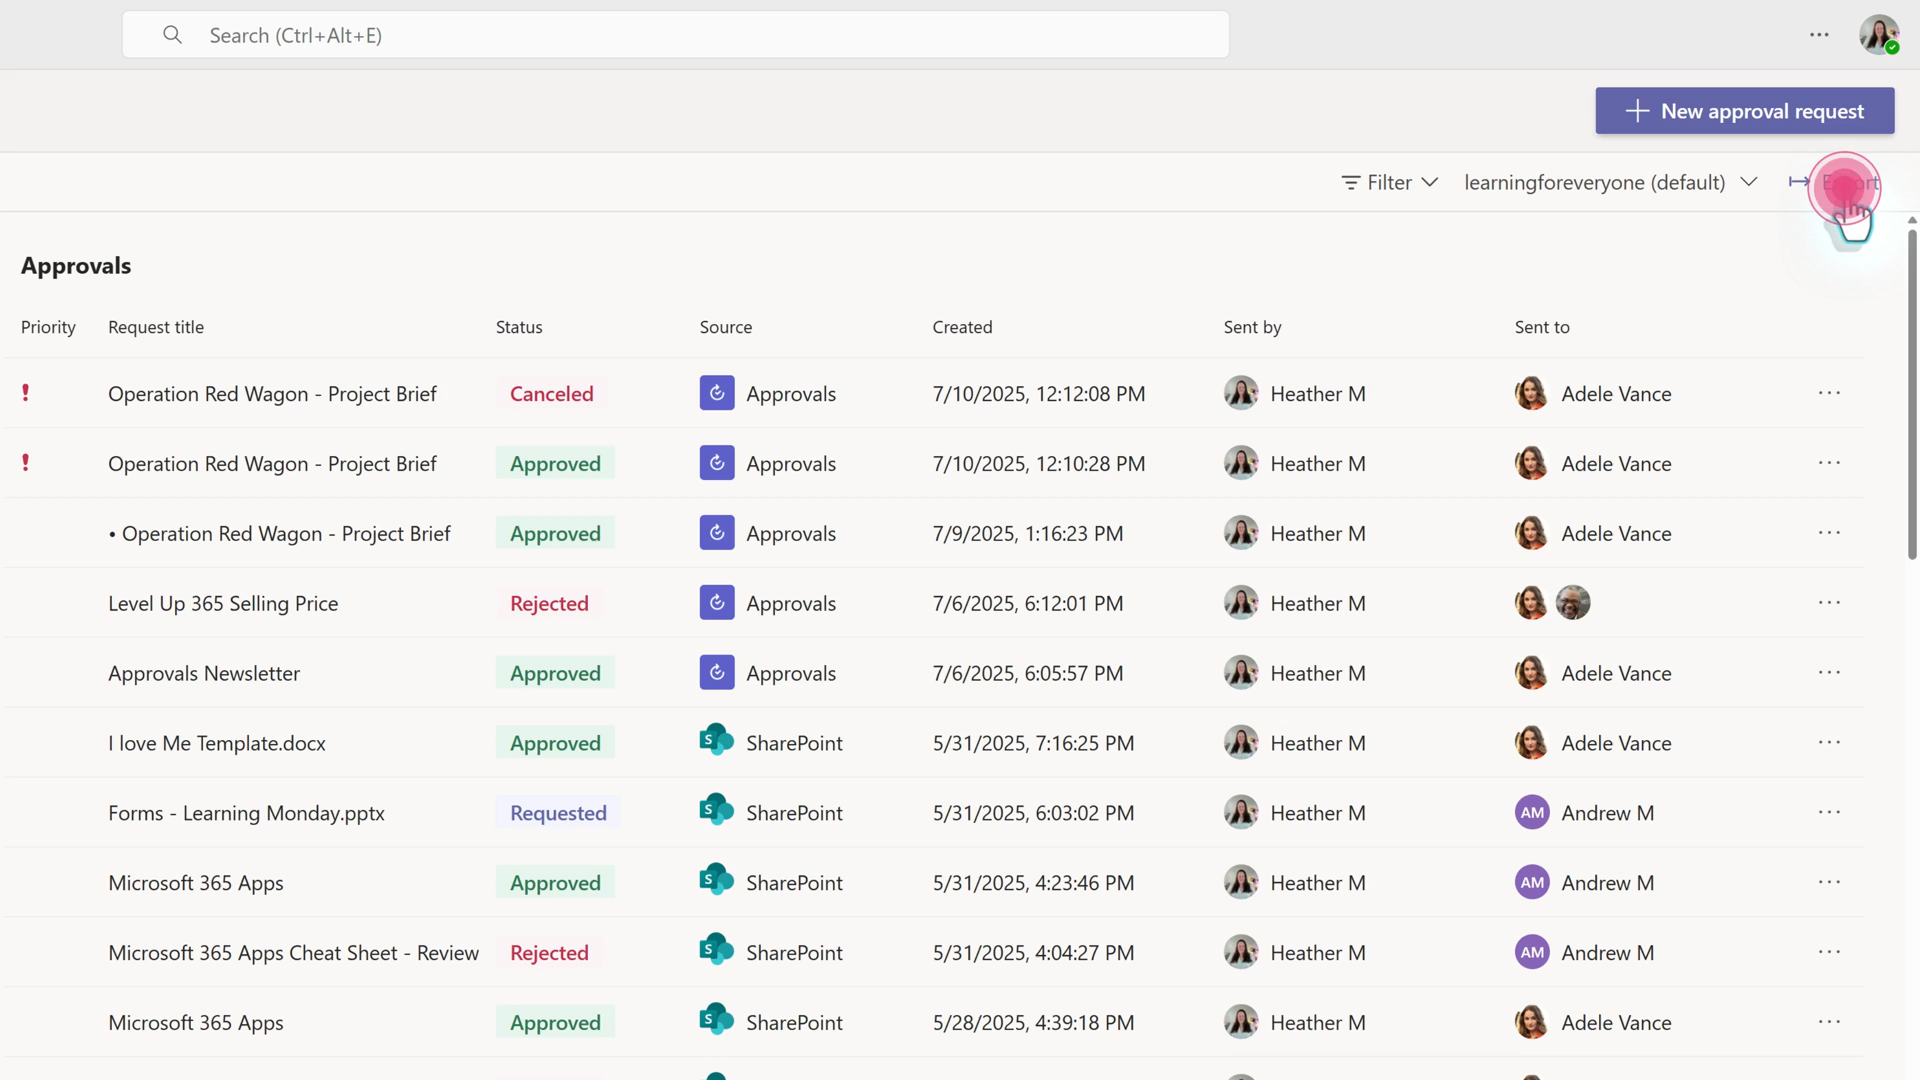 Search (Ctrl+Alt+E)
New approval request
Filter learningforeveryone (default)
Approvals
Priority Request title Status Source Created Sent by Sent to
Operation Red Wagon - Project Brief Canceled Approvals 7/10/2025, 12:12:08 PM Heather M Adele Vance
Operation Red Wagon - Project Brief Approved Approvals 7/10/2025, 12:10:28 PM Heather M Adele Vance
• Operation Red Wagon - Project Brief Approved Approvals 7/9/2025, 1:16:23 PM Heather M Adele Vance
Level Up 365 Selling Price Rejected Approvals 7/6/2025, 6:12:01 PM Heather M
Approvals Newsletter Approved Approvals 7/6/2025, 6:05:57 PM Heather M Adele Vance
I love Me Template.docx Approved SharePoint 5/31/2025, 7:16:25 PM Heather M Adele Vance
Forms - Learning Monday.pptx Requested SharePoint 5/31/2025, 6:03:02 PM Heather M AM Andrew M
Microsoft 365 Apps Approved SharePoint 5/31/2025, 4:23:46 PM Heather M AM Andrew M
Microsoft 365 Apps Cheat Sheet - Review Rejected SharePoint 5/31/2025, 4:04:27 PM Heather M AM Andrew M
Microsoft 365 Apps Approved SharePoint 5/28/2025, 4:39:18 PM Heather M Adele Vance